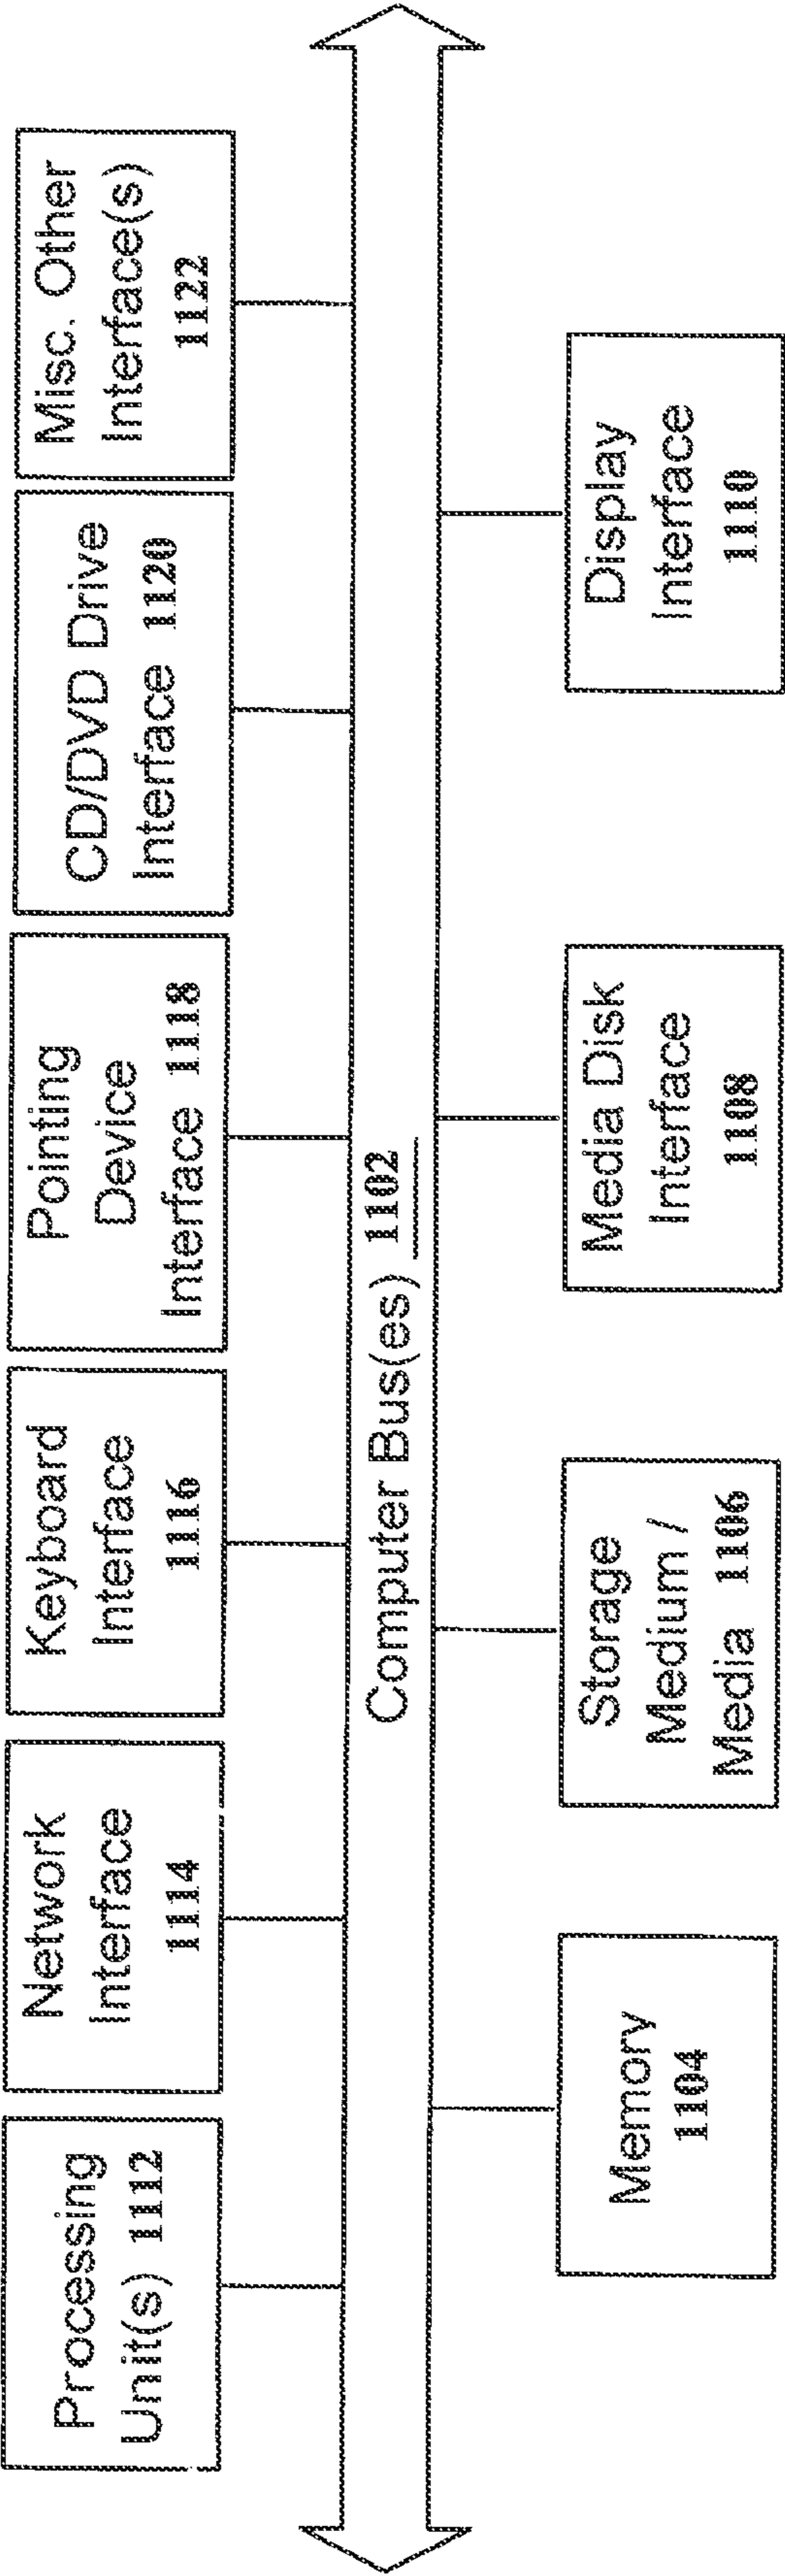 Processing
Unit(s) 1112
Network
Interface
1114
Keyboard
Interface
1116
Pointing
Device
Interface 1118
CD/DVD Drive
Interface 1120
Misc. Other
Interface(s)
1122
Computer Bus(es) 1102
Memory
1104
Storage
Medium /
Media 1106
Media Disk
Interface
1108
Display
Interface
1110